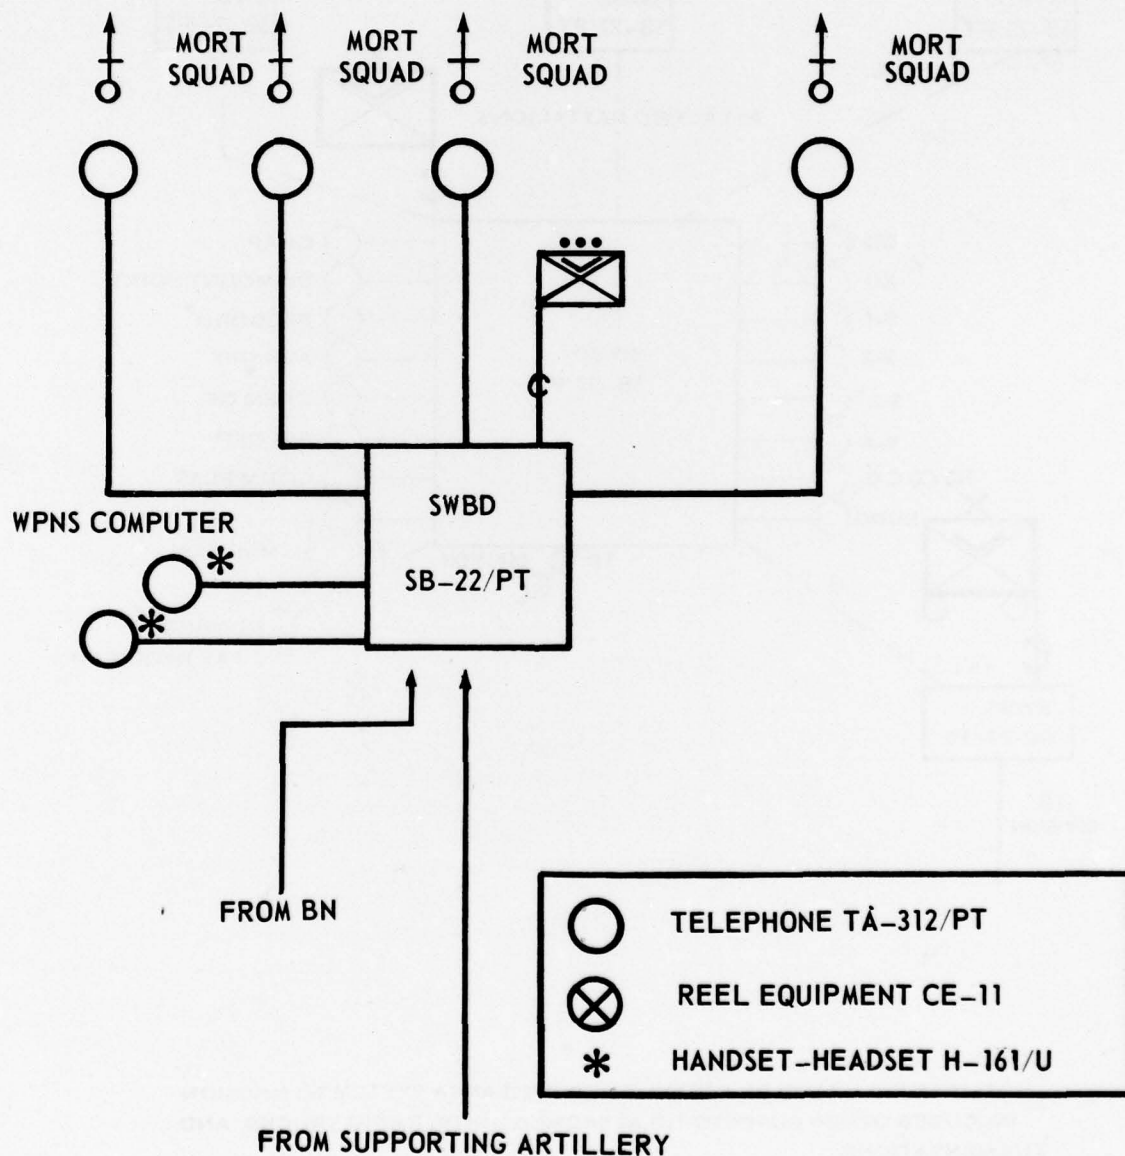 MORT
SQUAD
MORT
SQUAD
MORT
SQUAD
MORT
SQUAD
WPNS COMPUTER
SWBD
SB-22/PT
FROM BN
FROM SUPPORTING ARTILLERY
TELEPHONE TA-312/PT
REEL EQUIPMENT CE-11
* HANDSET-HEADSET H-161/U